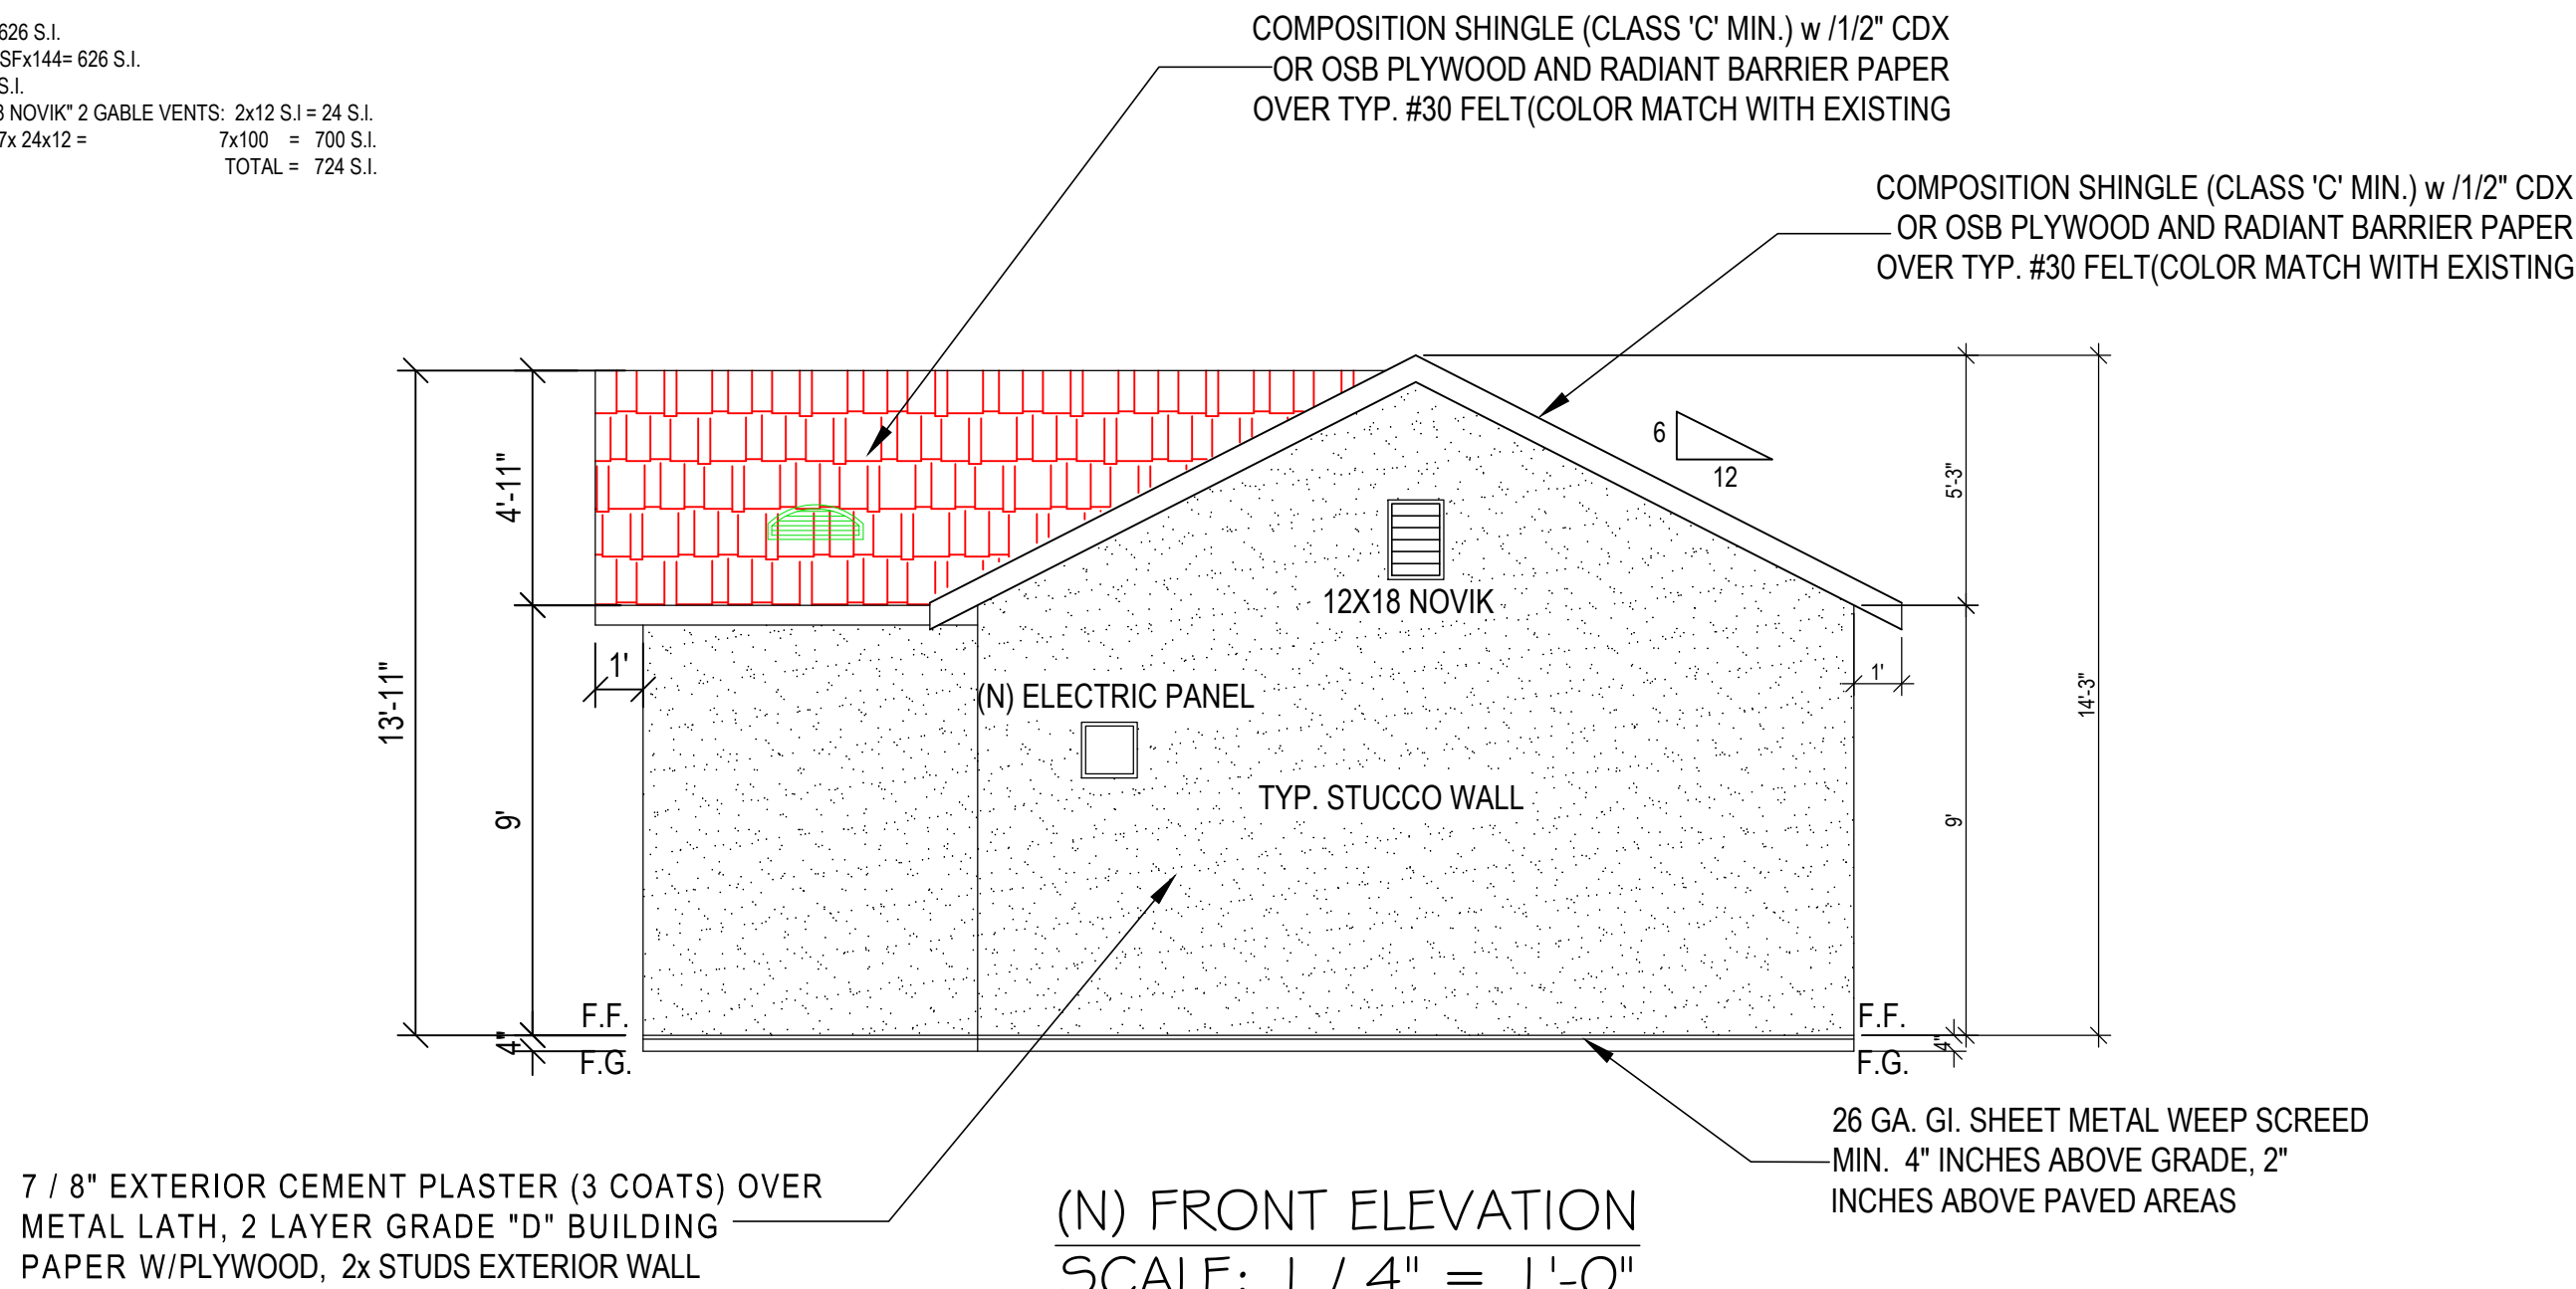 626 S.I.
SFx144= 626 S.I.
S.I.
NOVIK" 2 GABLE VENTS: 2x12 S.I = 24 S.I.
7x 24x12 = 7x100 = 700 S.I.
TOTAL = 724 S.I.
COMPOSITION SHINGLE (CLASS 'C' MIN.) w /1/2" CDX
OR OSB PLYWOOD AND RADIANT BARRIER PAPER
OVER TYP. #30 FELT(COLOR MATCH WITH EXISTING
COMPOSITION SHINGLE (CLASS 'C' MIN.) w /1/2" CDX
OR OSB PLYWOOD AND RADIANT BARRIER PAPER
OVER TYP. #30 FELT(COLOR MATCH WITH EXISTING
6
12
4'-11"
5'-3"
12X18 NOVIK
1'
1'
13'-11"
(N) ELECTRIC PANEL
14'-3"
TYP. STUCCO WALL
9'
9'
F.F.
F.F.
4"
4"
F.G.
F.G.
26 GA. GI. SHEET METAL WEEP SCREED
MIN. 4" INCHES ABOVE GRADE, 2"
INCHES ABOVE PAVED AREAS
7 / 8" EXTERIOR CEMENT PLASTER (3 COATS) OVER
METAL LATH, 2 LAYER GRADE "D" BUILDING
PAPER W/PLYWOOD, 2x STUDS EXTERIOR WALL
(N) FRONT ELEVATION
SCALE: 1 / 4" = 1'-0"